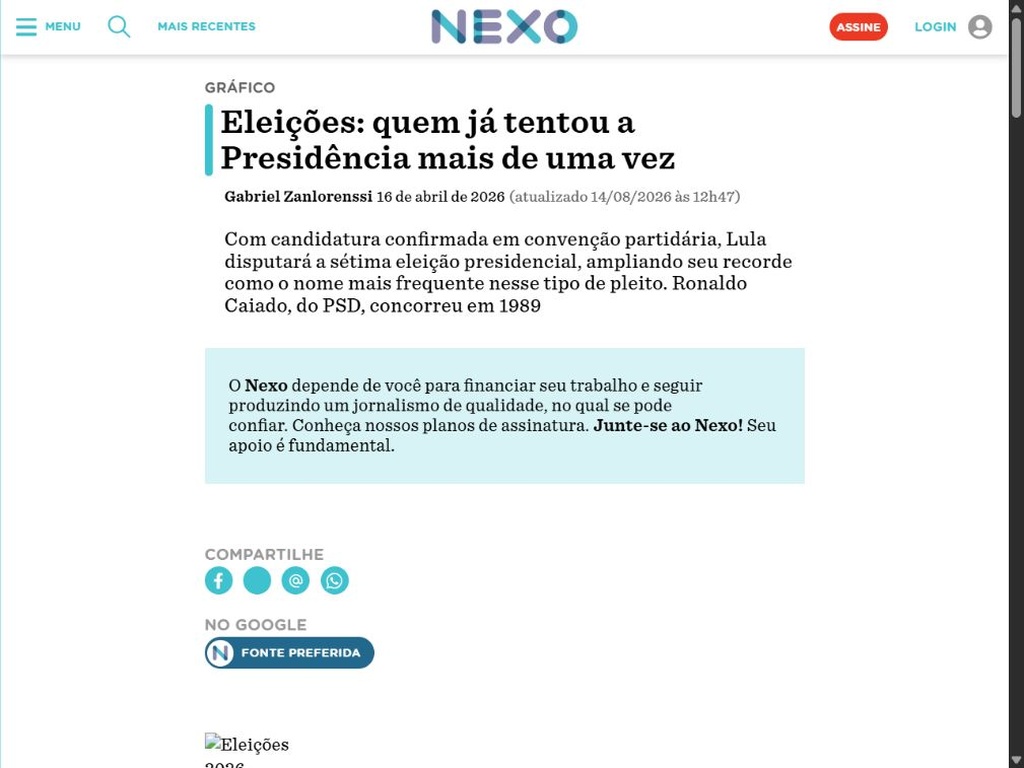 MENU
MAIS RECENTES
NEXO
ASSINE
LOGIN
GRÁFICO
Eleições: quem já tentou a
Presidência mais de uma vez
Gabriel Zanlorenssi 16 de abril de 2026 (atualizado 14/08/2026 às 12h47)
Com candidatura confirmada em convenção partidária, Lula
disputará a sétima eleição presidencial, ampliando seu recorde
como o nome mais frequente nesse tipo de pleito. Ronaldo
Caiado, do PSD, concorreu em 1989
O Nexo depende de você para financiar seu trabalho e seguir
produzindo um jornalismo de qualidade, no qual se pode
confiar. Conheça nossos planos de assinatura. Junte-se ao Nexo! Seu
apoio é fundamental.
COMPARTILHE
NO GOOGLE
N FONTE PREFERIDA
Eleições
2026